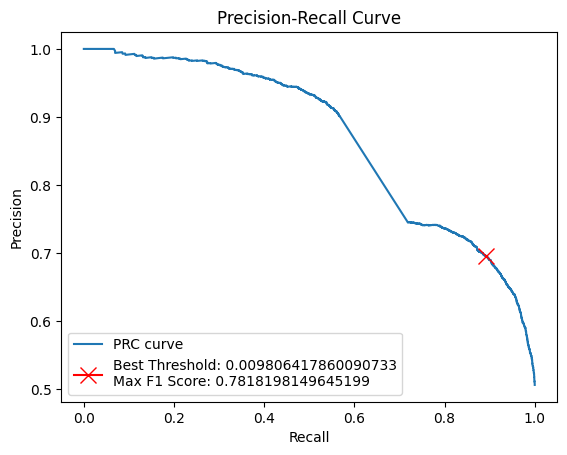 Precision-Recall Curve
1.0
0.9
0.8
0.7
0.6
0.5
Precision
PRC curve
Best Threshold: 0.009806417860090733
Max F1 Score: 0.7818198149645199
0.0 0.2 0.4 0.6 0.8 1.0
Recall